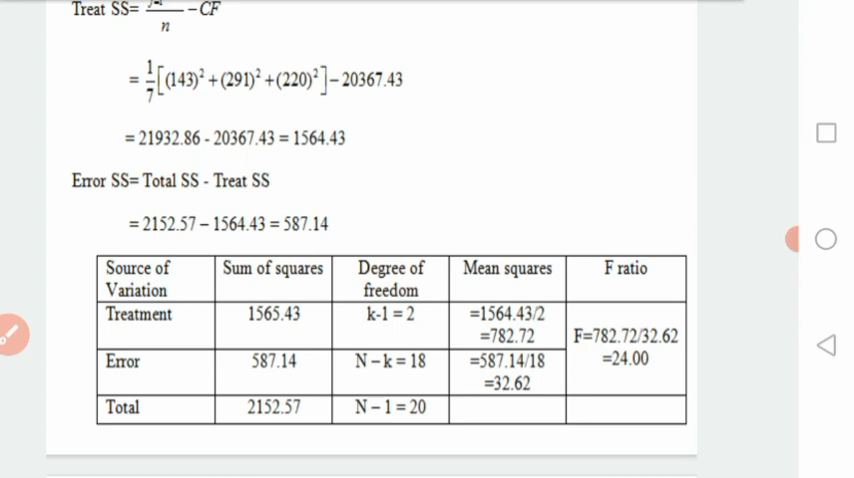 Treat SS= ——— – CF
n
= 1/7[(143)² + (291)² + (220)²] – 20367.43
= 21932.86 - 20367.43 = 1564.43
Error SS= Total SS - Treat SS
= 2152.57 – 1564.43 = 587.14
Source of Variation Sum of squares Degree of freedom Mean squares F ratio
Treatment 1565.43 k-1 = 2 =1564.43/2 =782.72 F=782.72/32.62 =24.00
Error 587.14 N – k = 18 =587.14/18 =32.62
Total 2152.57 N – 1 = 20